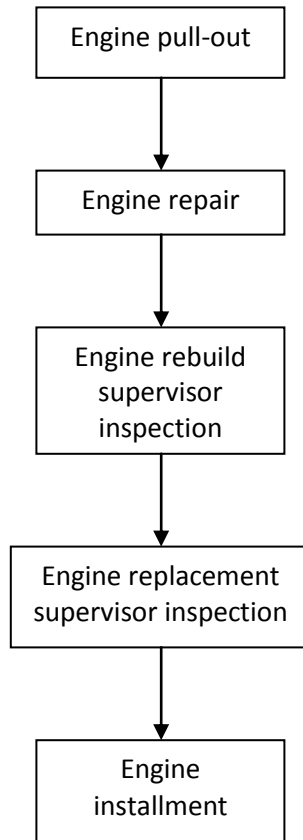 Engine pull-out
Engine repair
Engine rebuild
supervisor
inspection
Engine replacement
supervisor inspection
Engine
installment